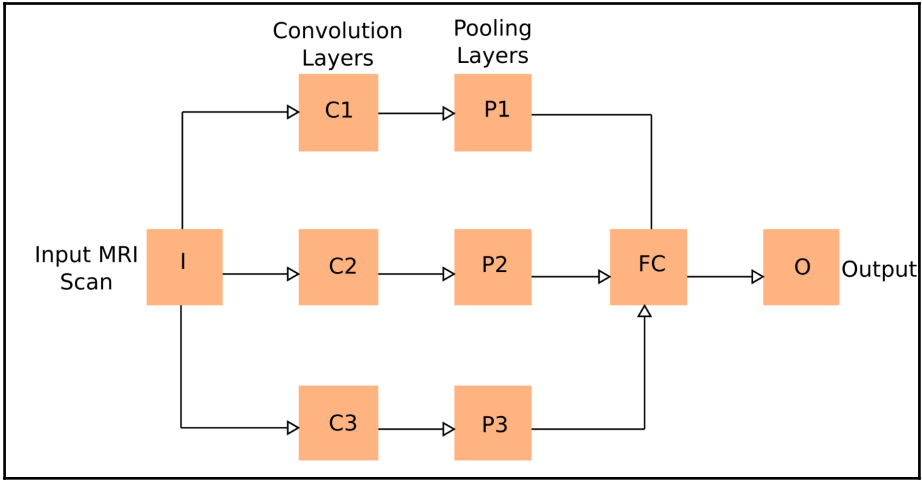 Convolution
Layers
Pooling
Layers
C1
P1
Input MRI
Scan
I
C2
P2
FC
O
Output
C3
P3